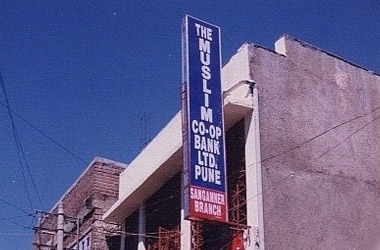 THE
MUSLIM
CO-OP
BANK
LTD.
PUNE
SANGAMNER
BRANCH